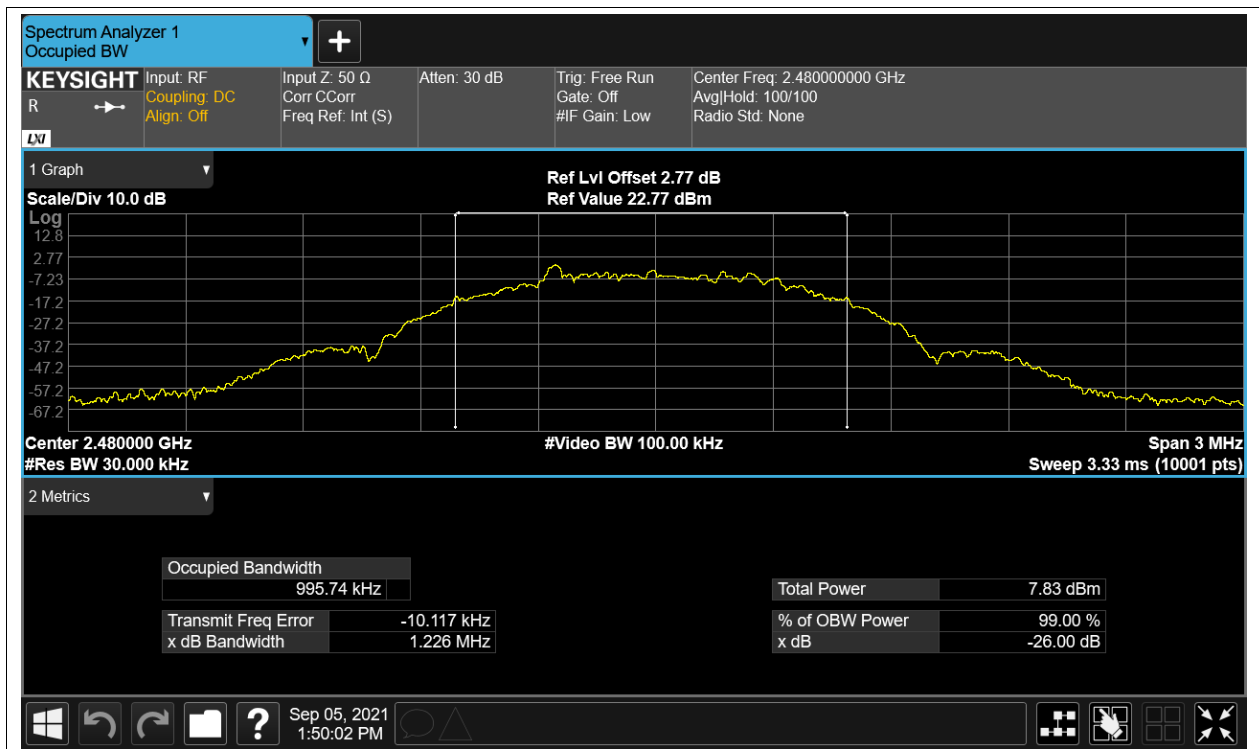 Spectrum Analyzer 1
Occupied BW
KEYSIGHT
R
LXI
Input: RF
Coupling: DC
Align: Off
Input Z: 50 Ω
Corr CCorr
Freq Ref: Int (S)
Atten: 30 dB
Trig: Free Run
Gate: Off
#IF Gain: Low
Center Freq: 2.480000000 GHz
Avg|Hold: 100/100
Radio Std: None
1 Graph
Scale/Div 10.0 dB
Ref Lvl Offset 2.77 dB
Ref Value 22.77 dBm
Log
12.8
2.77
-7.23
-17.2
-27.2
-37.2
-47.2
-57.2
-67.2
Center 2.480000 GHz
#Res BW 30.000 kHz
#Video BW 100.00 kHz
Span 3 MHz
Sweep 3.33 ms (10001 pts)
2 Metrics
Occupied Bandwidth
995.74 kHz
Transmit Freq Error -10.117 kHz
x dB Bandwidth 1.226 MHz
Total Power 7.83 dBm
% of OBW Power 99.00 %
x dB -26.00 dB
?
Sep 05, 2021
1:50:02 PM